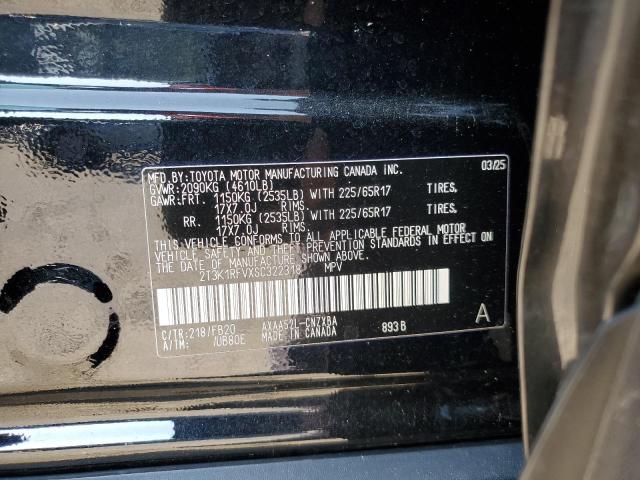 MFD.BY:TOYOTA MOTOR MANUFACTURING CANADA INC. 03/25
GVWR:2090KG (4610LB)
GAWR:FRT. 1150KG (2535LB) WITH 225/65R17 TIRES,
17X7.0J RIMS.
RR. 1150KG (2535LB) WITH 225/65R17 TIRES,
17X7.0J RIMS.
THIS VEHICLE CONFORMS TO ALL APPLICABLE FEDERAL MOTOR
VEHICLE SAFETY AND THEFT PREVENTION STANDARDS IN EFFECT ON
THE DATE OF MANUFACTURE SHOWN ABOVE.
2T3K1RFVXSC322318 MPV
C/TR:218/FB20 AXAA52L-CNZXBA 893B A
A/TM: /UB80E MADE IN CANADA